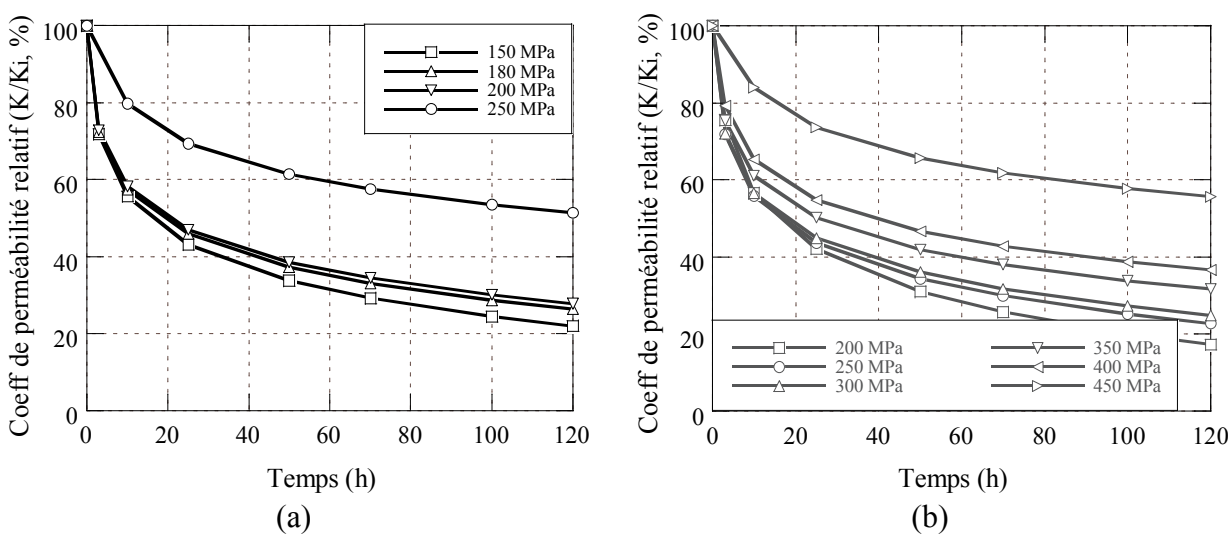 Coeff de perméabilité relatif (K/Ki, %)
100
80
60
40
20
0
150 MPa
180 MPa
200 MPa
250 MPa
0 20 40 60 80 100 120
Temps (h)
(a)
Coeff de perméabilité relatif (K/Ki, %)
100
80
60
40
20
0
200 MPa 350 MPa
250 MPa 400 MPa
300 MPa 450 MPa
0 20 40 60 80 100 120
Temps (h)
(b)